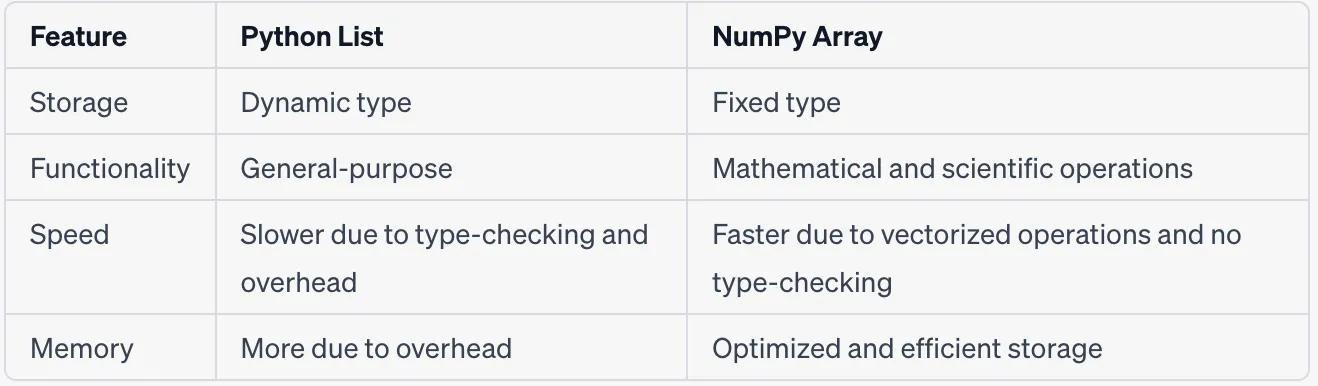 Feature Python List NumPy Array
Storage Dynamic type Fixed type
Functionality General-purpose Mathematical and scientific operations
Speed Slower due to type-checking and Faster due to vectorized operations and no
overhead type-checking
Memory More due to overhead Optimized and efficient storage